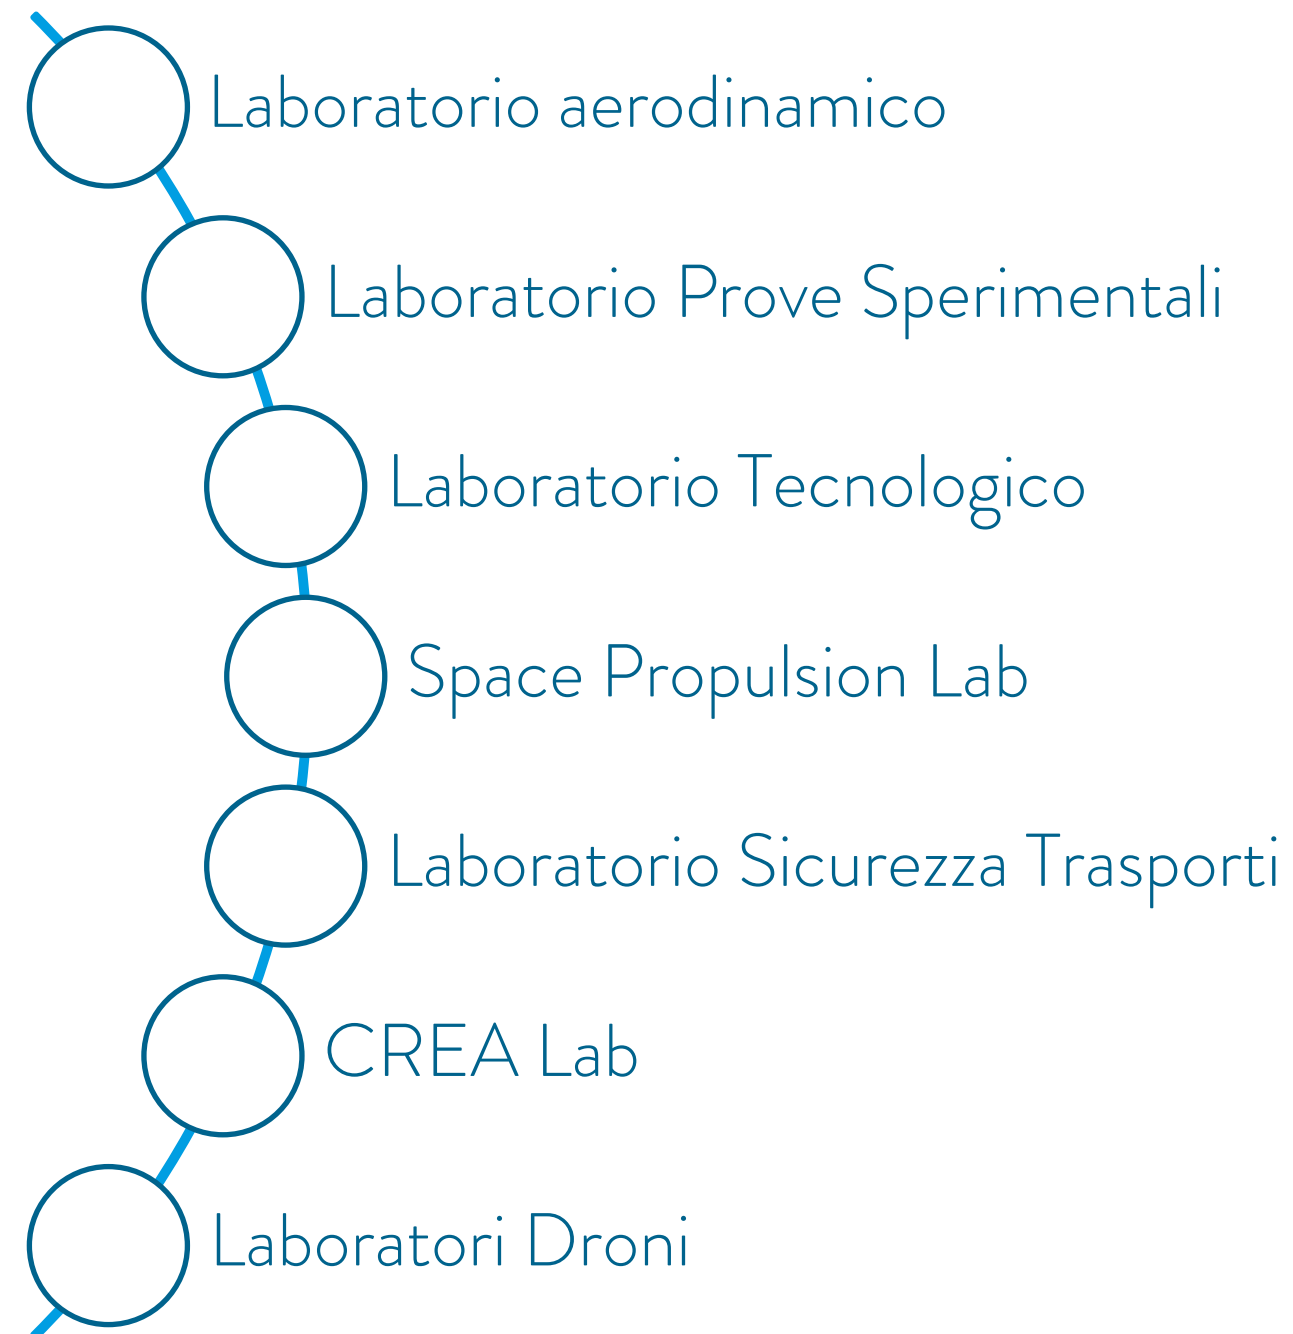 Laboratorio aerodinamico
Laboratorio Prove Sperimentali
Laboratorio Tecnologico
Space Propulsion Lab
Laboratorio Sicurezza Trasporti
CREA Lab
Laboratori Droni